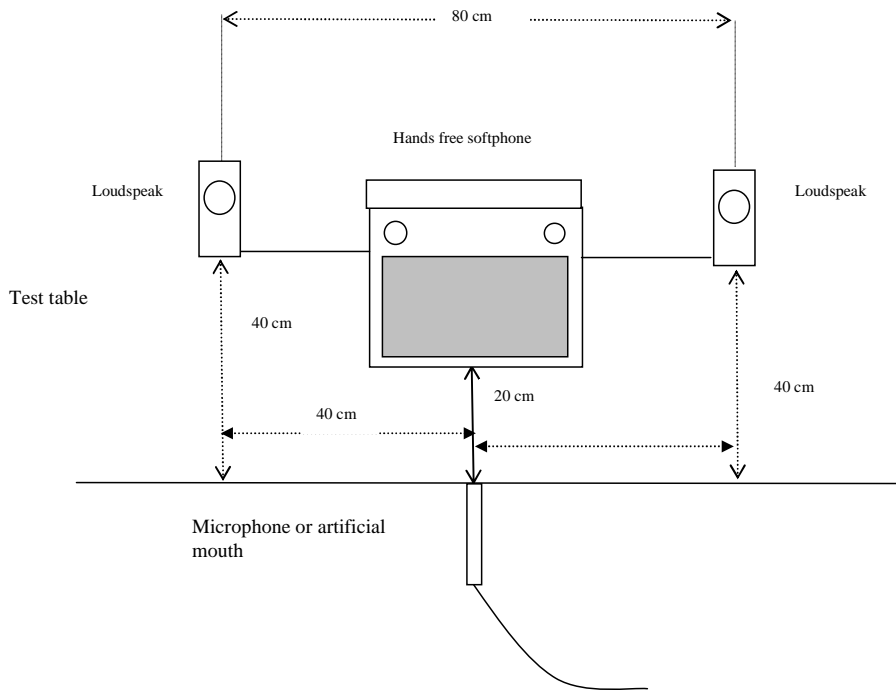 80 cm
Hands free softphone
Loudspeak
Loudspeak
Test table
40 cm
20 cm
40 cm
40 cm
Microphone or artificial
mouth